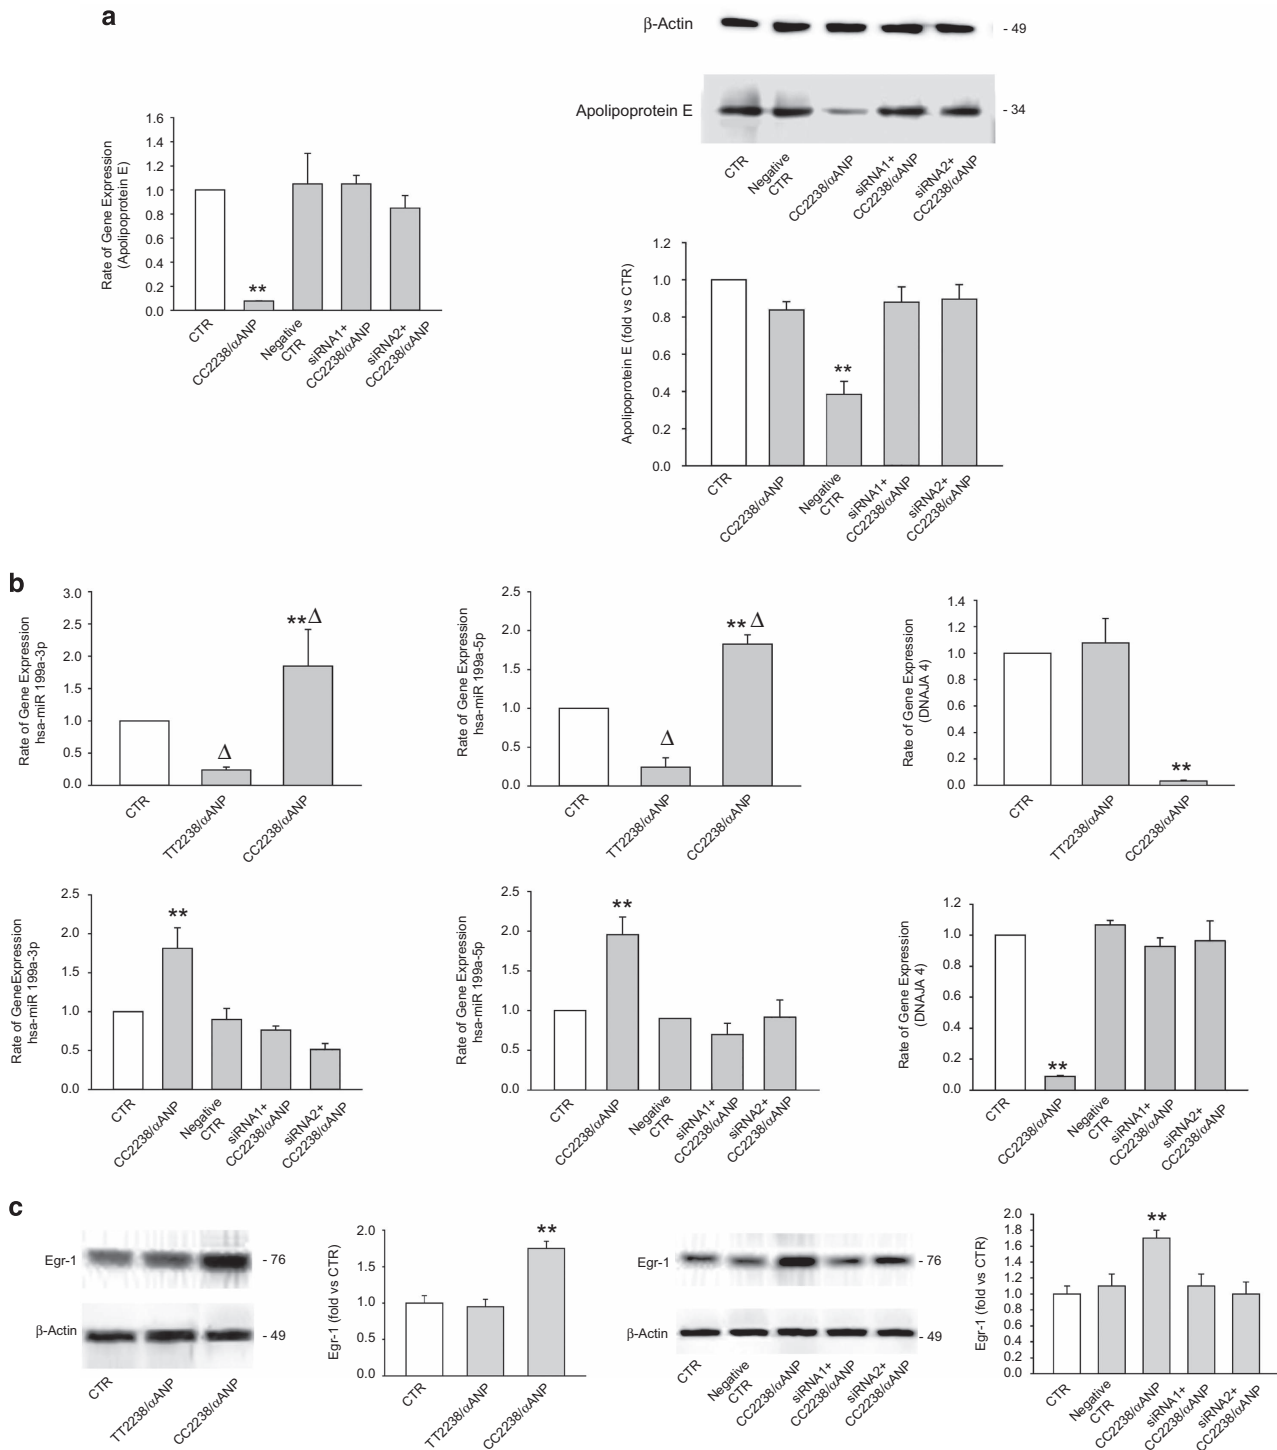 a
β-Actin
- 49
Apolipoprotein E
- 34
CTR
Negative
CTR
CC2238/αANP
siRNA1+
CC2238/αANP
siRNA2+
CC2238/αANP
Rate of Gene Expression
(Apolipoprotein E)
1.6
1.4
1.2
1.0
0.8
0.6
0.4
0.2
0.0
**
CTR
CC2238/αANP
Negative
CTR
siRNA1+
CC2238/αANP
siRNA2+
CC2238/αANP
Apolipoprotein E (fold vs CTR)
1.2
1.0
0.8
0.6
0.4
0.2
0.0
**
CTR
CC2238/αANP
Negative
CTR
siRNA1+
CC2238/αANP
siRNA2+
CC2238/αANP
b
Rate of Gene Expression
hsa-miR 199a-3p
3.0
2.5
2.0
1.5
1.0
0.5
0.0
Δ
**Δ
CTR
TT2238/αANP
CC2238/αANP
Rate of Gene Expression
hsa-miR 199a-5p
2.5
2.0
1.5
1.0
0.5
0.0
Δ
** Δ
CTR
TT2238/αANP
CC2238/αANP
Rate of Gene Expression
(DNAJA 4)
1.4
1.2
1.0
0.8
0.6
0.4
0.2
0.0
**
CTR
TT2238/αANP
CC2238/αANP
Rate of GeneExpression
hsa-miR 199a-3p
2.5
2.0
1.5
1.0
0.5
0.0
**
CTR
CC2238/αANP
Negative
CTR
siRNA1+
CC2238/αANP
siRNA2+
CC2238/αANP
Rate of Gene Expression
hsa-miR 199a-5p
2.5
2.0
1.5
1.0
0.5
0.0
**
CTR
CC2238/αANP
Negative
CTR
siRNA1+
CC2238/αANP
siRNA2+
CC2238/αANP
Rate of Gene Expression
(DNAJA 4)
1.2
1.0
0.8
0.6
0.4
0.2
0.0
**
CTR
CC2238/αANP
Negative
CTR
siRNA1+
CC2238/αANP
siRNA2+
CC2238/αANP
c
Egr-1
- 76
β-Actin
- 49
CTR
TT2238/αANP
CC2238/αANP
Egr-1 (fold vs CTR)
2.0
1.5
1.0
0.5
0.0
**
CTR
TT2238/αANP
CC2238/αANP
Egr-1
- 76
β-Actin
- 49
CTR
Negative
CTR
CC2238/αANP
siRNA1+
CC2238/αANP
siRNA2+
CC2238/αANP
Egr-1 (fold vs CTR)
2.0
1.8
1.6
1.4
1.2
1.0
0.8
0.6
0.4
0.2
0.0
**
CTR
Negative
CTR
CC2238/αANP
siRNA1+
CC2238/αANP
siRNA2+
CC2238/αANP